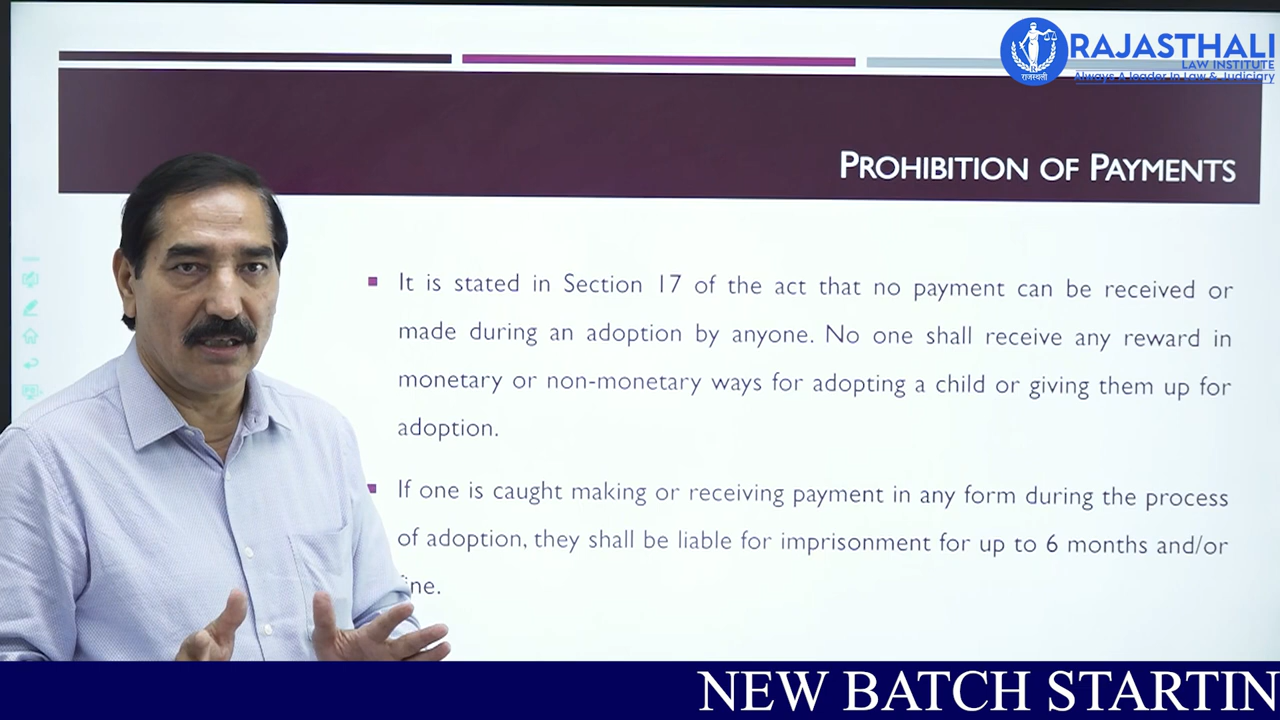 RAJASTHALI
LAW INSTITUTE
Always A leader In Law & Judiciary
राजस्थली
PROHIBITION OF PAYMENTS
It is stated in Section 17 of the act that no payment can be received or
made during an adoption by anyone. No one shall receive any reward in
monetary or non-monetary ways for adopting a child or giving them up for
adoption.
If one is caught making or receiving payment in any form during the process
of adoption, they shall be liable for imprisonment for up to 6 months and/or
ine.
NEW BATCH STARTIN